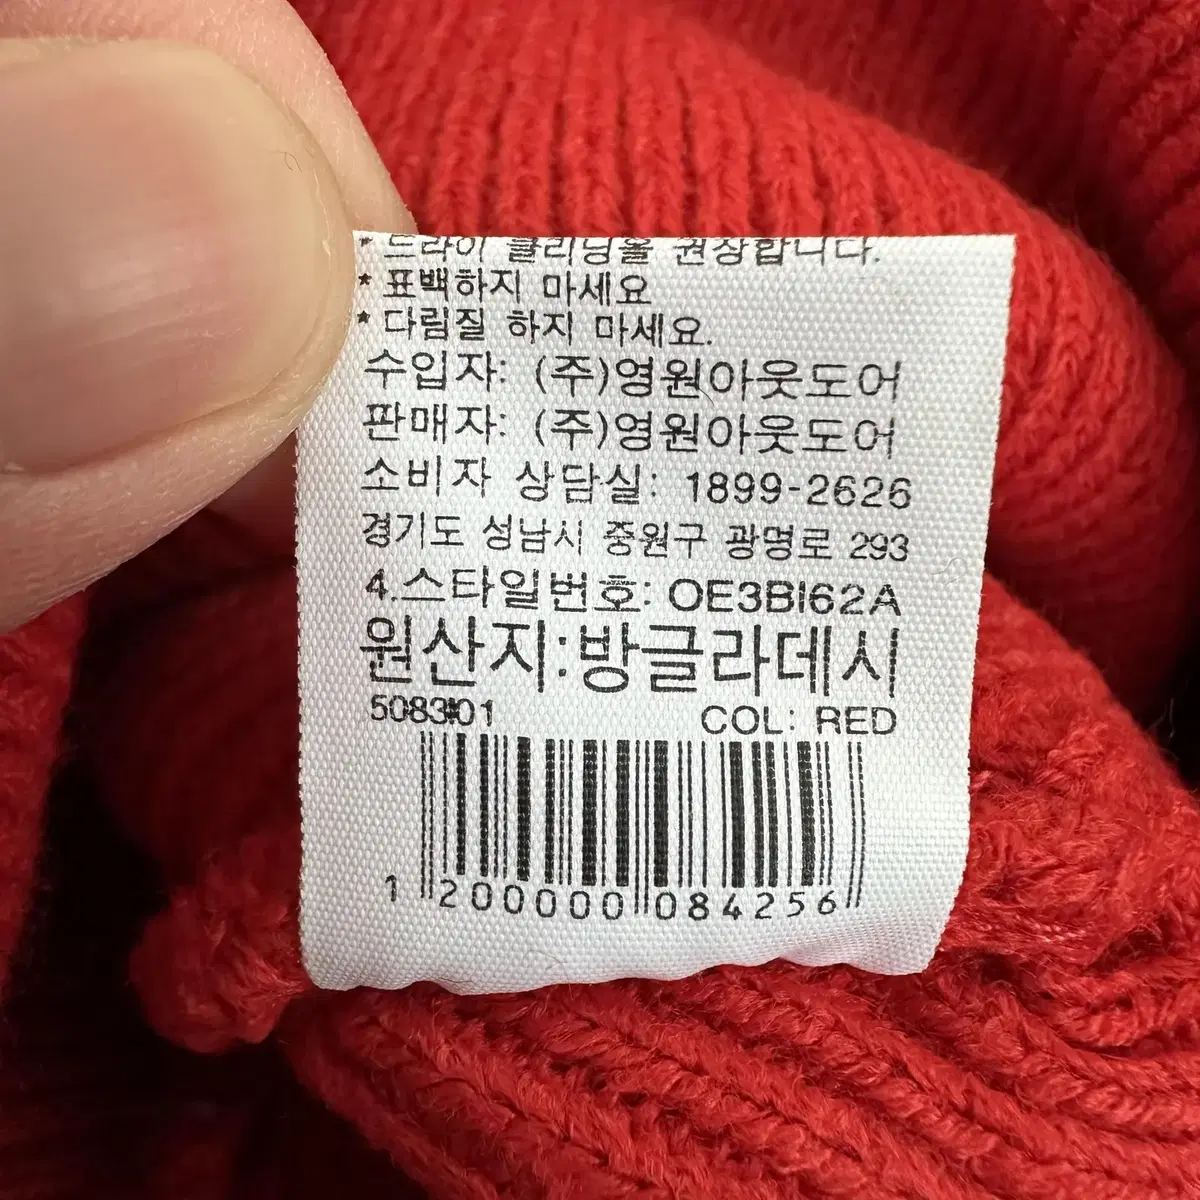 * 드라이 클리닝을 권장합니다.
* 표백하지 마세요
* 다림질 하지 마세요.
수입자: (주)영원아웃도어
판매자: (주)영원아웃도어
소비자 상담실: 1899-2626
경기도 성남시 중원구 광명로 293
4.스타일번호: OE3BI62A
원산지:방글라데시
5083#01 COL: RED
1 200000 084256